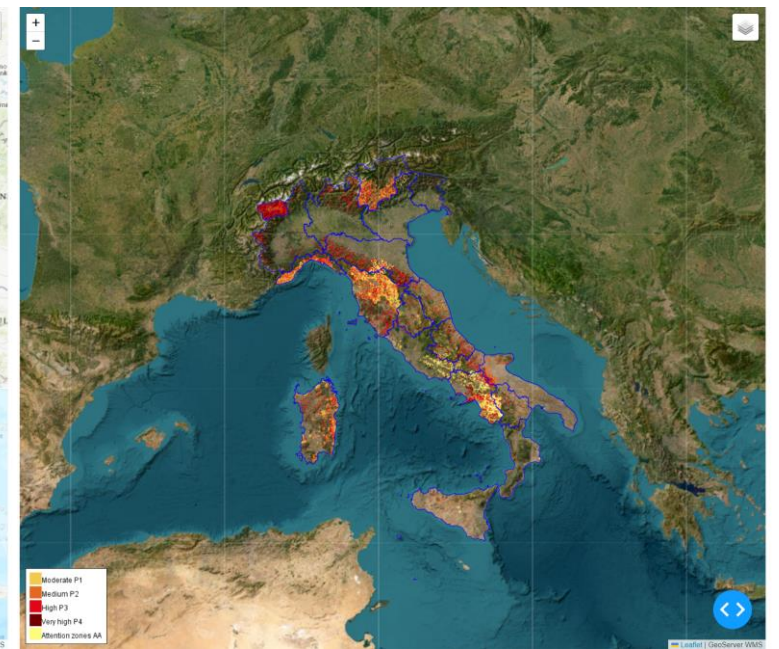 +
−
Moderate P1
Medium P2
High P3
Very high P4
Attention zones AA
Leaflet | GeoServer WMS